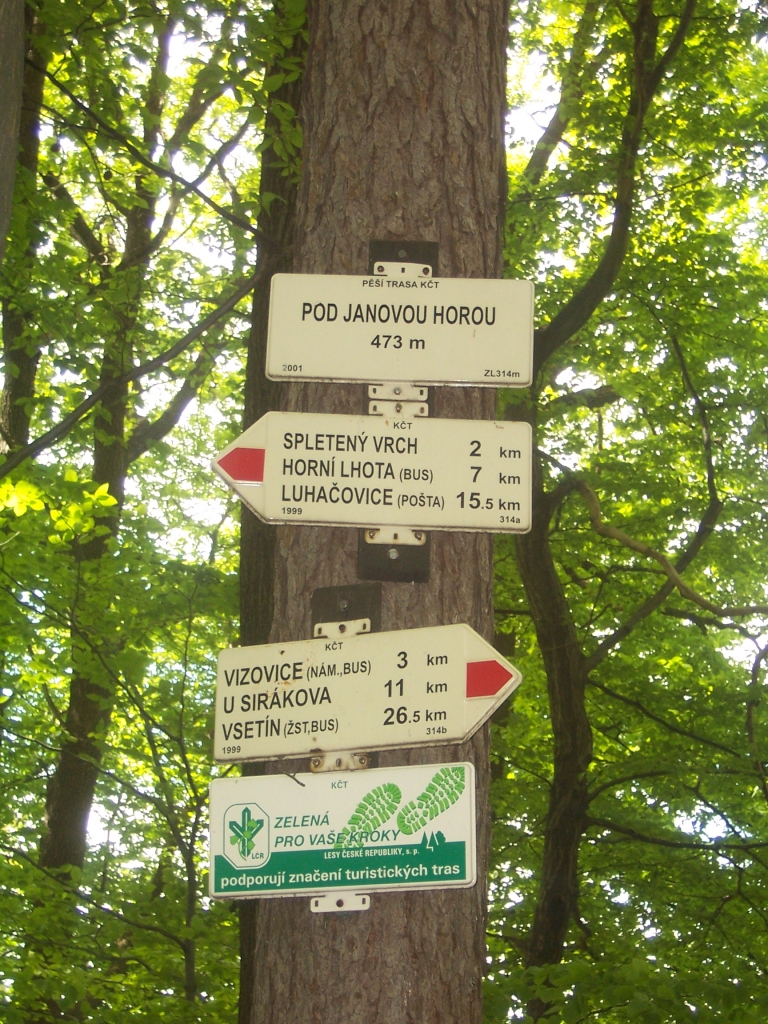 PĚŠÍ TRASA KČT
POD JANOVOU HOROU
473 m
2001 ZL314m
KČT
SPLETENÝ VRCH 2 km
HORNÍ LHOTA (BUS) 7 km
LUHAČOVICE (POŠTA) 15.5 km
1999 314a
KČT
VIZOVICE (NÁM.,BUS) 3 km
U SIRÁKOVA 11 km
VSETÍN (ŽST,BUS) 26.5 km
1999 314b
KČT
ZELENÁ
PRO VAŠE KROKY
LESY ČESKÉ REPUBLIKY, s. p.
LČR
podporují značení turistických tras